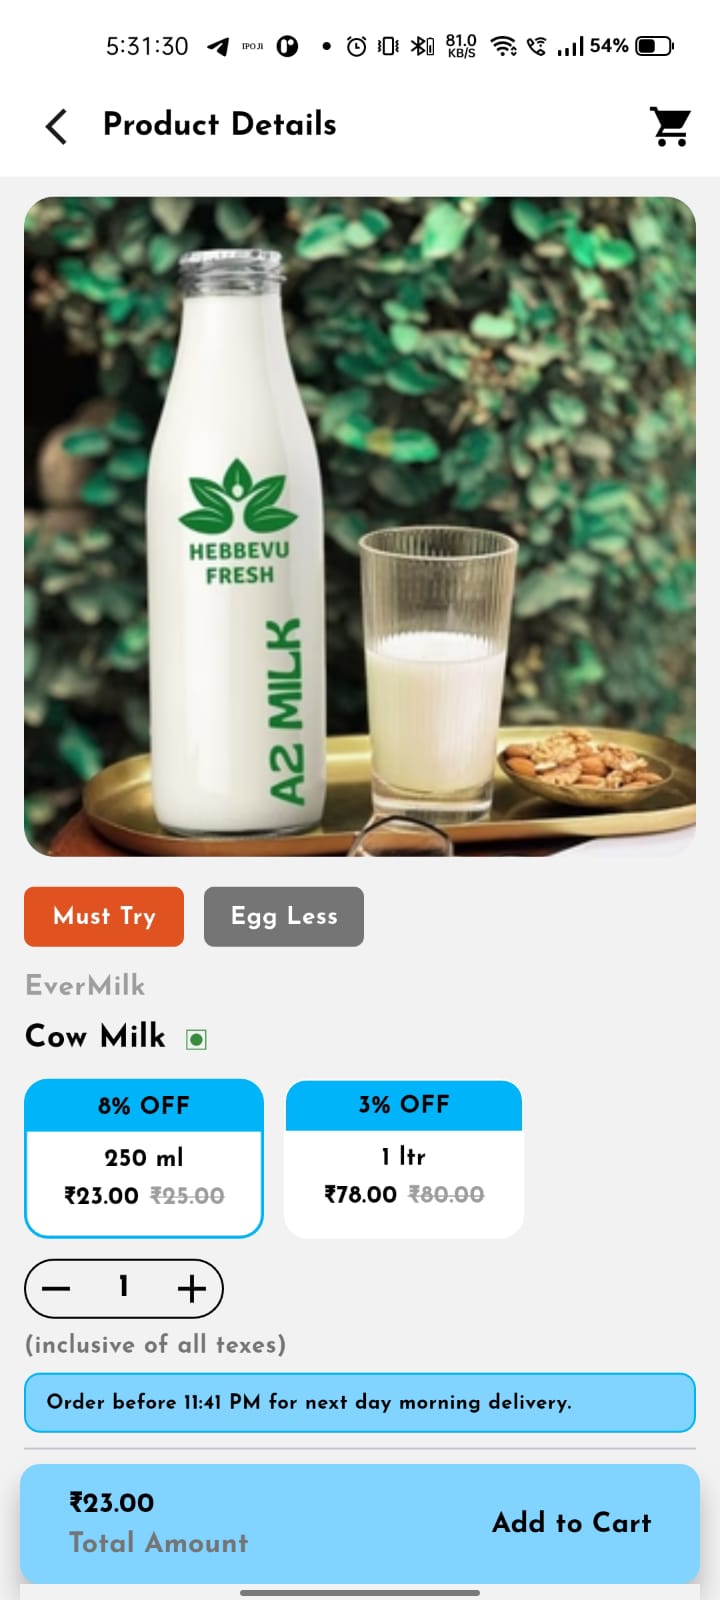 5:31:30 IPOJI 81.0 KB/S 54%
Product Details
HEBBEVU
FRESH
A2 MILK
Must Try Egg Less
EverMilk
Cow Milk
8% OFF 3% OFF
250 ml 1 ltr
₹23.00 ₹25.00 ₹78.00 ₹80.00
1
(inclusive of all texes)
Order before 11:41 PM for next day morning delivery.
₹23.00
Total Amount
Add to Cart